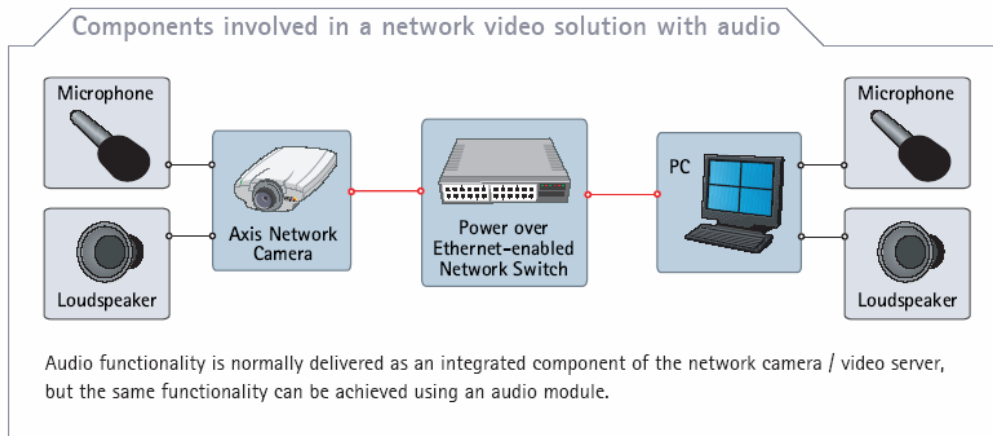 Components involved in a network video solution with audio
Microphone
Loudspeaker
Axis Network
Camera
Power over
Ethernet-enabled
Network Switch
PC
Microphone
Loudspeaker
Audio functionality is normally delivered as an integrated component of the network camera / video server,
but the same functionality can be achieved using an audio module.